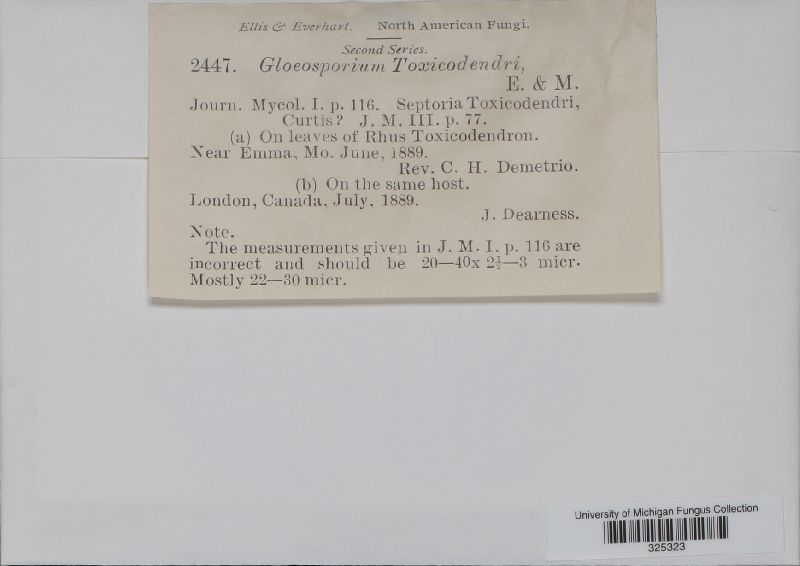 Ellis & Everhart. North American Fungi.
Second Series.
2447. Gloeosporium Toxicodendri,
E. & M.
Journ. Mycol. I. p. 116. Septoria Toxicodendri,
Curtis? J. M. III. p. 77.
(a) On leaves of Rhus Toxicodendron.
Near Emma, Mo. June, 1889.
Rev. C. H. Demetrio.
(b) On the same host.
London, Canada, July, 1889.
J. Dearness.
Note.
The measurements given in J. M. I. p. 116 are
incorrect and should be 20—40x 2½—3 micr.
Mostly 22—30 micr.
University of Michigan Fungus Collection
325323